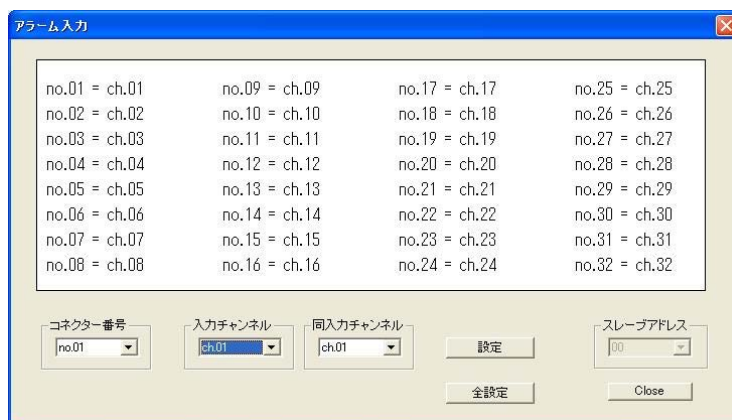 アラーム入力
no.01 = ch.01 no.09 = ch.09 no.17 = ch.17 no.25 = ch.25
no.02 = ch.02 no.10 = ch.10 no.18 = ch.18 no.26 = ch.26
no.03 = ch.03 no.11 = ch.11 no.19 = ch.19 no.27 = ch.27
no.04 = ch.04 no.12 = ch.12 no.20 = ch.20 no.28 = ch.28
no.05 = ch.05 no.13 = ch.13 no.21 = ch.21 no.29 = ch.29
no.06 = ch.06 no.14 = ch.14 no.22 = ch.22 no.30 = ch.30
no.07 = ch.07 no.15 = ch.15 no.23 = ch.23 no.31 = ch.31
no.08 = ch.08 no.16 = ch.16 no.24 = ch.24 no.32 = ch.32
コネクター番号 入力チャンネル 同入力チャンネル スレーブアドレス
no.01 ch.01 ch.01 設定 00
全設定 Close